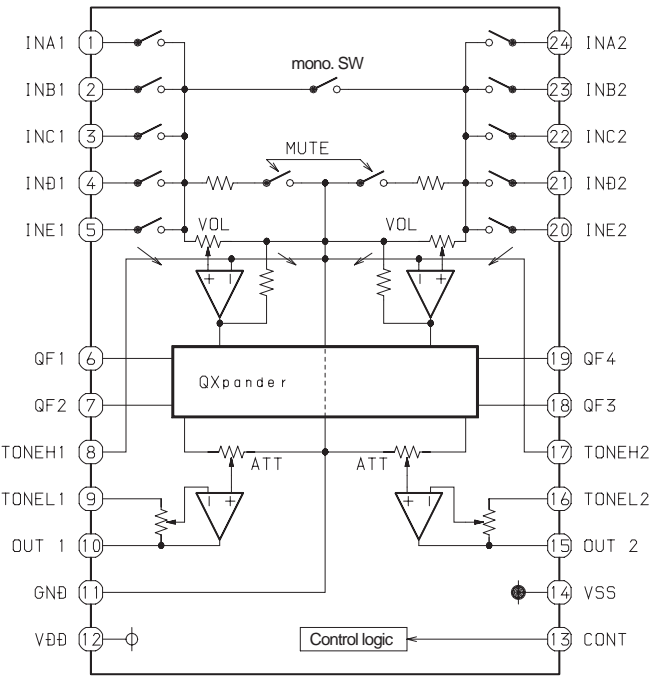 INA1 1 24 INA2
mono. SW
INB1 2 23 INB2
INC1 3 22 INC2
MUTE
IND1 4 21 IND2
INE1 5 VOL VOL 20 INE2
+ − − +
QF1 6 19 QF4
QXpander
QF2 7 18 QF3
TONEH1 8 17 TONEH2
ATT ATT
TONEL1 9 − + + − 16 TONEL2
OUT 1 10 15 OUT 2
GND 11 14 VSS
VDD 12 Control logic 13 CONT